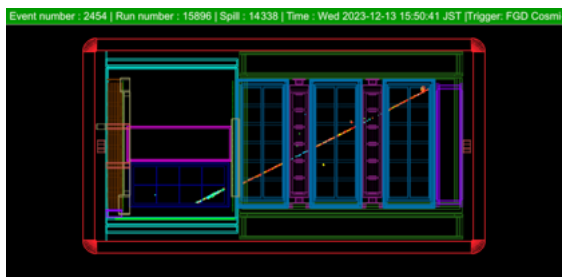 Event number : 2454 | Run number : 15896 | Spill : 14338 | Time : Wed 2023-12-13 15:50:41 JST |Trigger: FGD Cosmi